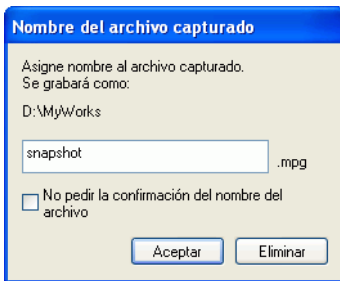 Nombre del archivo capturado
Asigne nombre al archivo capturado.
Se grabará como:
D:\MyWorks
snapshot
.mpg
No pedir la confirmación del nombre del
archivo
Aceptar
Eliminar